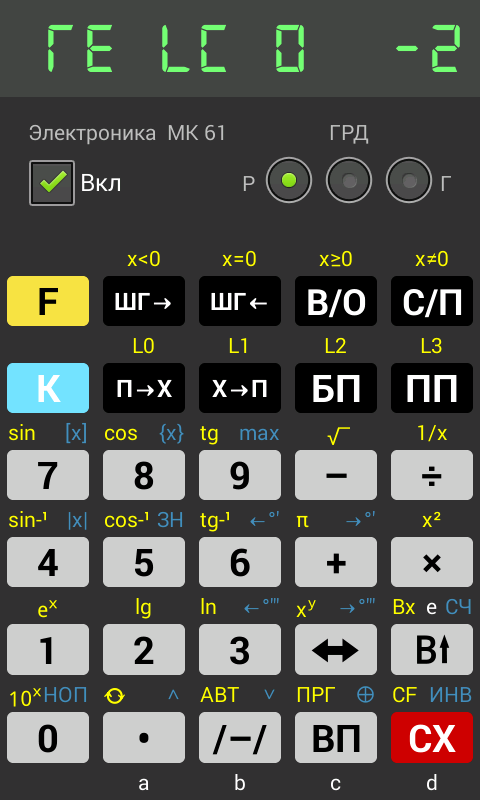 ГЕ LС 0 -2
Электроника МК 61 ГРД
Вкл Р Г
x<0 x=0 x≥0 x≠0
F ШГ→ ШГ← В/О С/П
L0 L1 L2 L3
К П→Х Х→П БП ПП
sin [x] cos {x} tg max √ 1/x
7 8 9 − ÷
sin-¹ |x| cos-¹ ЗН tg-¹ ←°' π →°' x²
4 5 6 + ×
eˣ lg ln ←°'" xʸ →°'" Вх е СЧ
1 2 3 ↔ В↑
10ˣ НОП ^ АВТ v ПРГ ⊕ CF ИНВ
0 . /−/ ВП СХ
a b c d